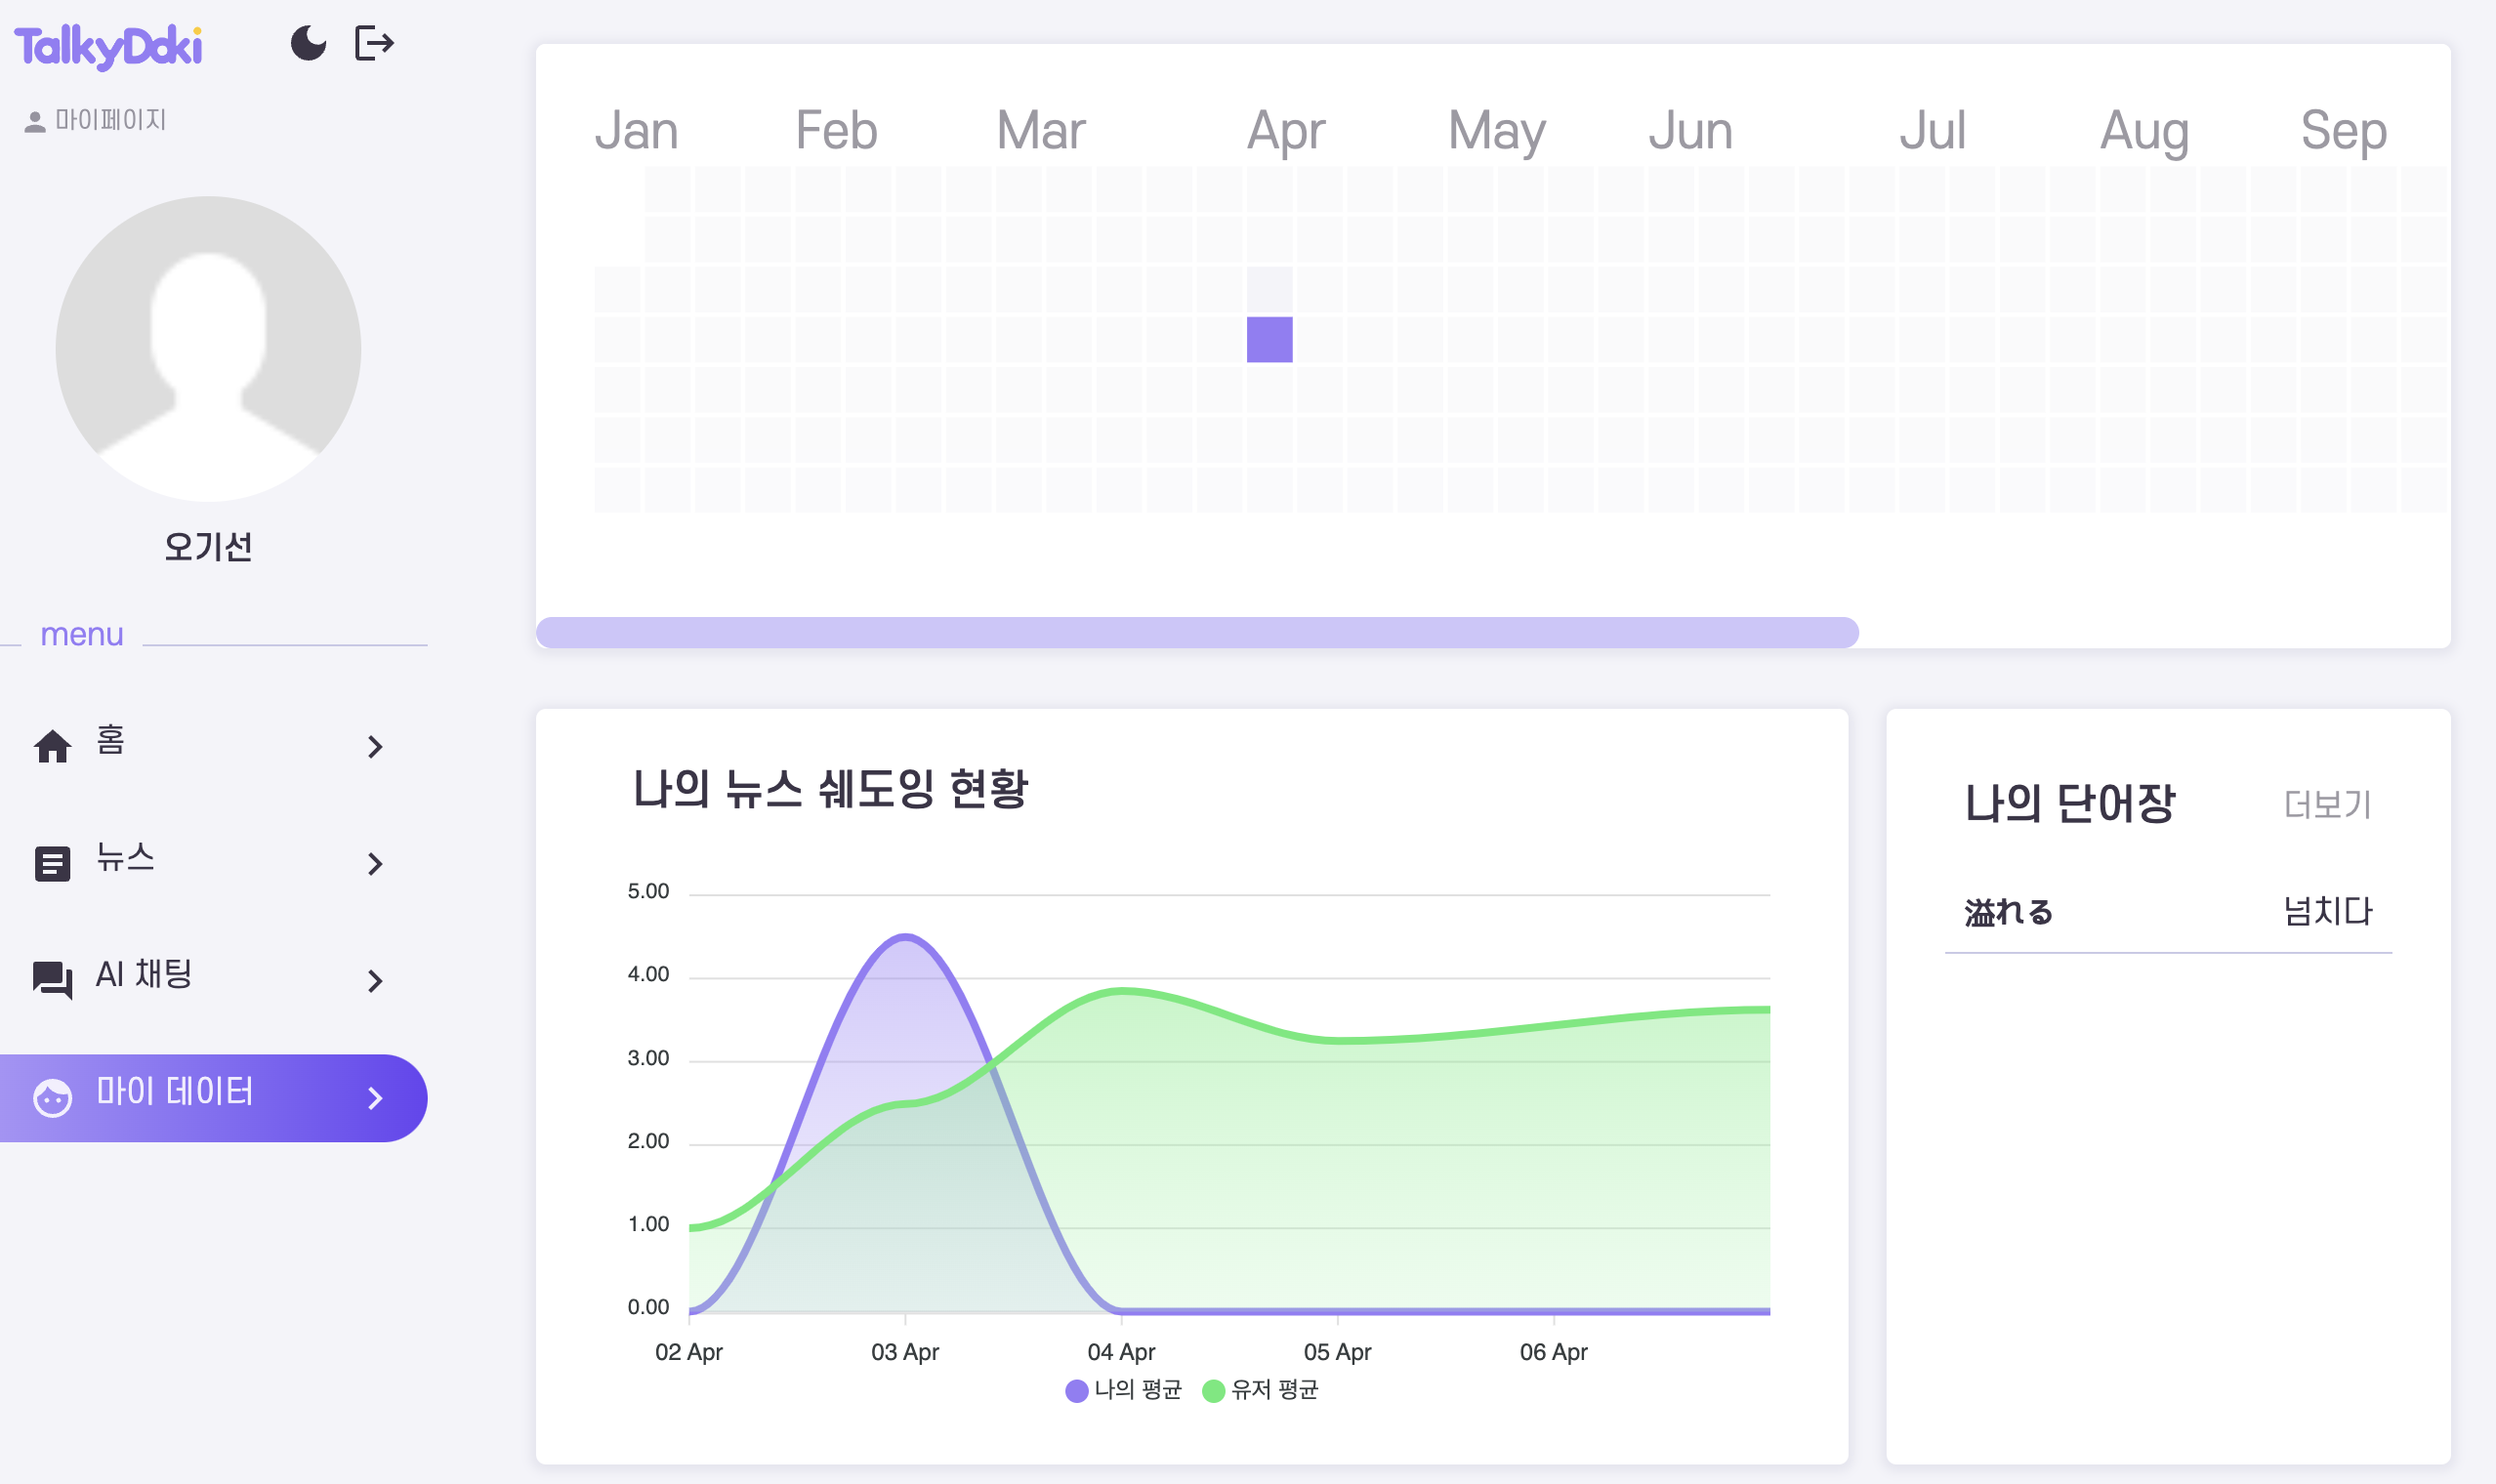 TalkyDoki
마이페이지
오기선
menu
홈
뉴스
AI 채팅
마이 데이터
Jan Feb Mar Apr May Jun Jul Aug Sep
나의 뉴스 쉐도잉 현황
5.00
4.00
3.00
2.00
1.00
0.00
02 Apr 03 Apr 04 Apr 05 Apr 06 Apr
나의 평균 유저 평균
나의 단어장 더보기
溢れる 넘치다